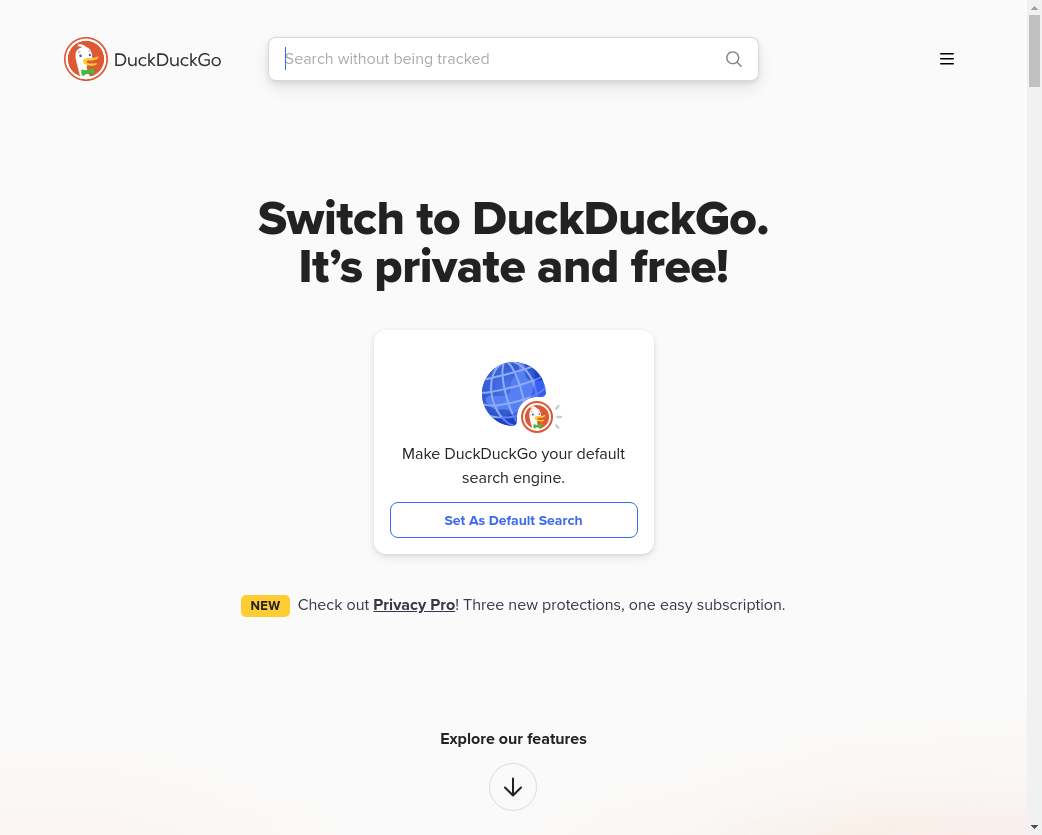 DuckDuckGo
Search without being tracked
Switch to DuckDuckGo.
It’s private and free!
Make DuckDuckGo your default
search engine.
Set As Default Search
NEW Check out Privacy Pro! Three new protections, one easy subscription.
Explore our features